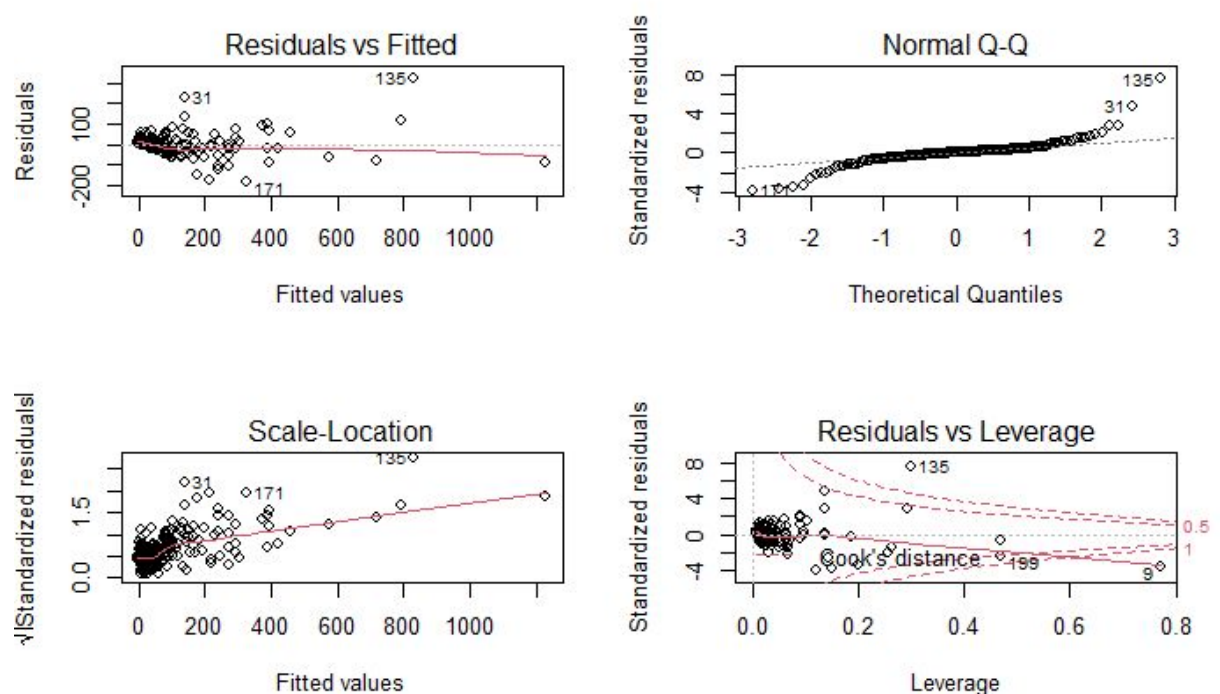 Residuals vs Fitted
Residuals
100
-200
135
31
171
0 200 400 600 800 1000
Fitted values
Normal Q-Q
Standardized residuals
8
4
0
-4
135
31
171
-3 -2 -1 0 1 2 3
Theoretical Quantiles
Scale-Location
√|Standardized residuals|
1.5
0.0
135
31
171
0 200 400 600 800 1000
Fitted values
Residuals vs Leverage
Standardized residuals
8
4
0
-4
135
0.5
1
Cook's distance
199
9
0.0 0.2 0.4 0.6 0.8
Leverage